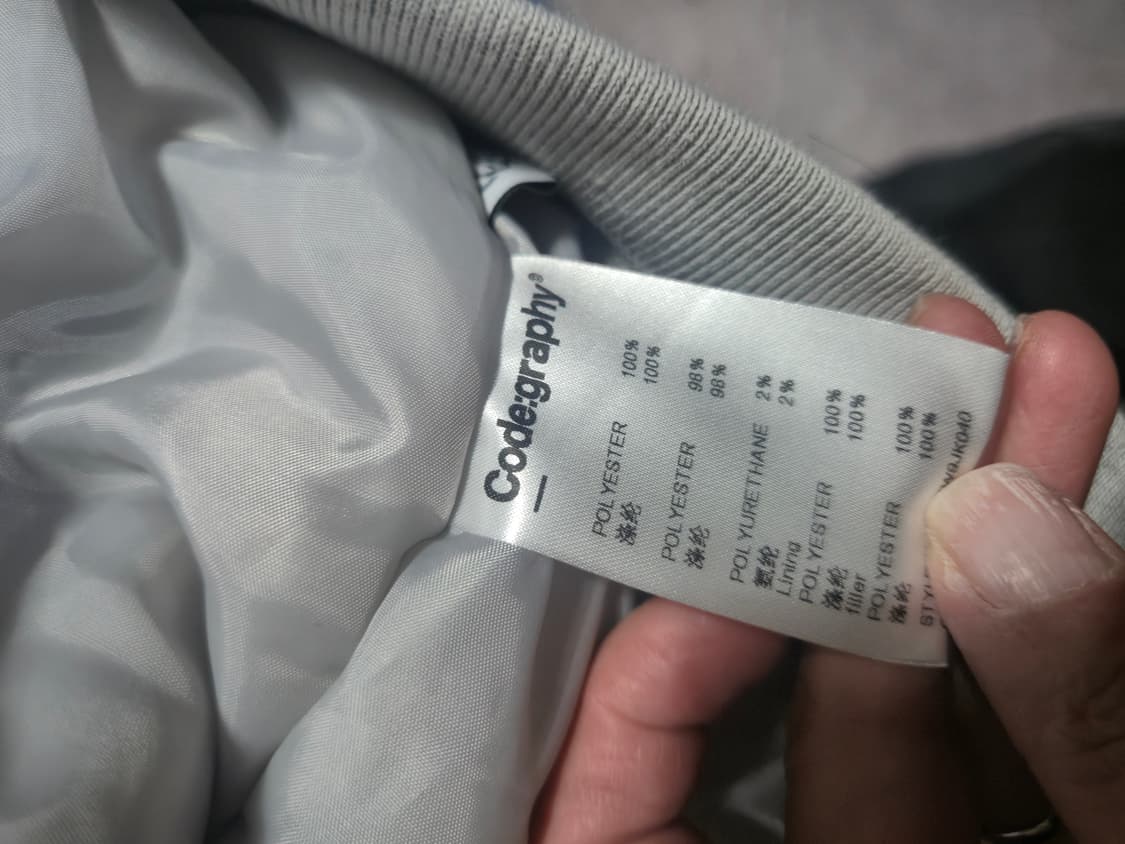 Code:graphy®
POLYESTER 100%
涤纶 100%
POLYESTER 98%
涤纶 98%
POLYURETHANE 2%
氨纶 2%
Lining
POLYESTER 100%
涤纶 100%
filler
POLYESTER 100%
涤纶 100%